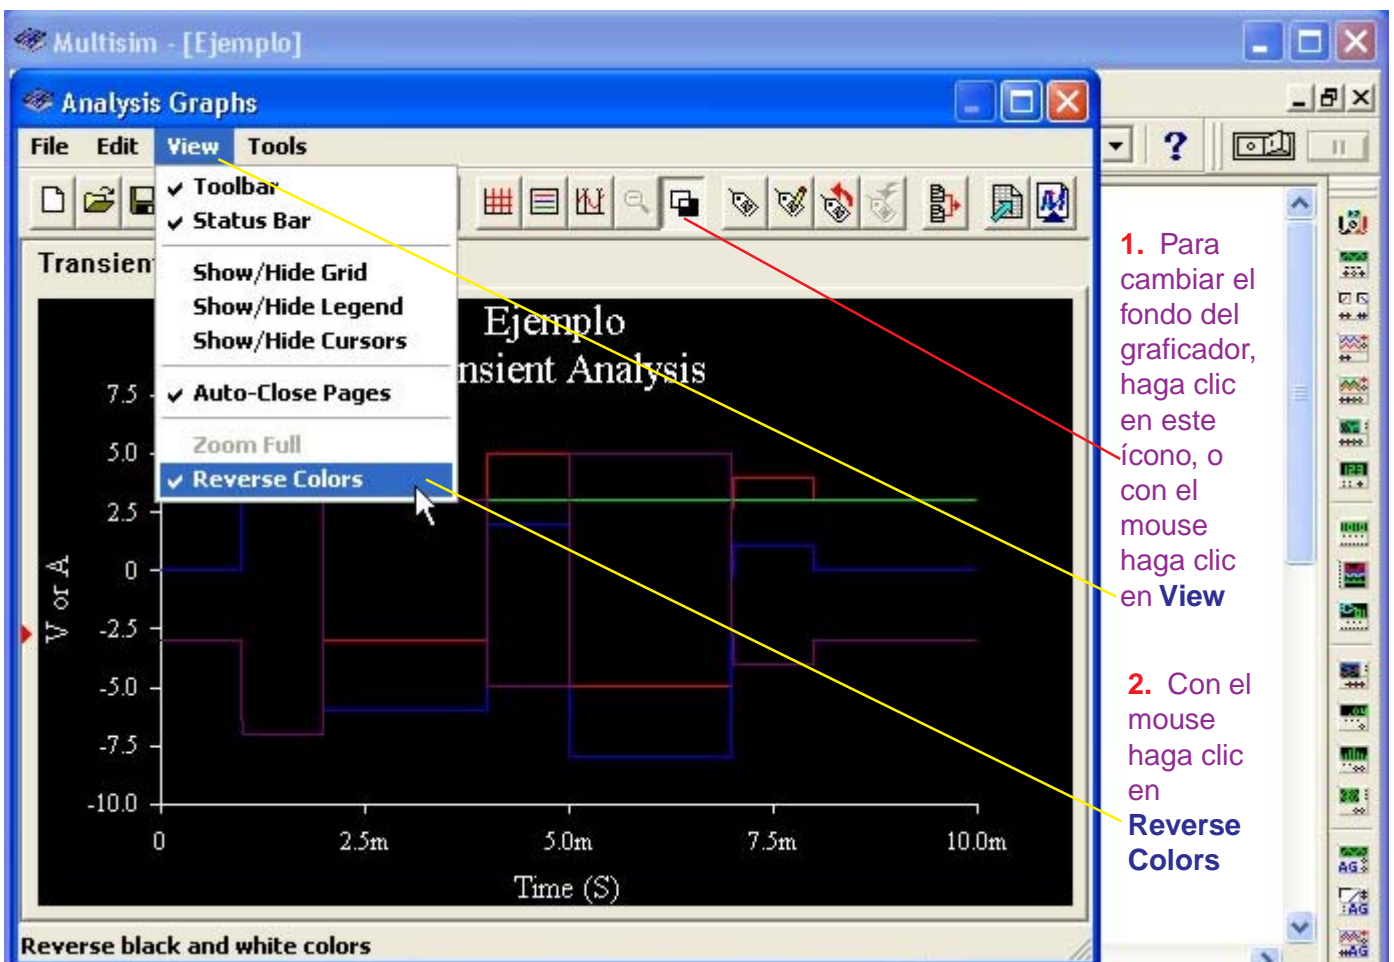 Multisim - [Ejemplo]
Analysis Graphs
File Edit View Tools
Toolbar
Status Bar
Show/Hide Grid
Show/Hide Legend
Show/Hide Cursors
Auto-Close Pages
Zoom Full
Reverse Colors
Transien
Ejemplo
nsient Analysis
7.5
5.0
2.5
0
-2.5
-5.0
-7.5
-10.0
V or A
0 2.5m 5.0m 7.5m 10.0m
Time (S)
Reverse black and white colors
1. Para
cambiar el
fondo del
graficador,
haga clic
en este
ícono, o
con el
mouse
haga clic
en View
2. Con el
mouse
haga clic
en
Reverse
Colors
AG
AG
AG